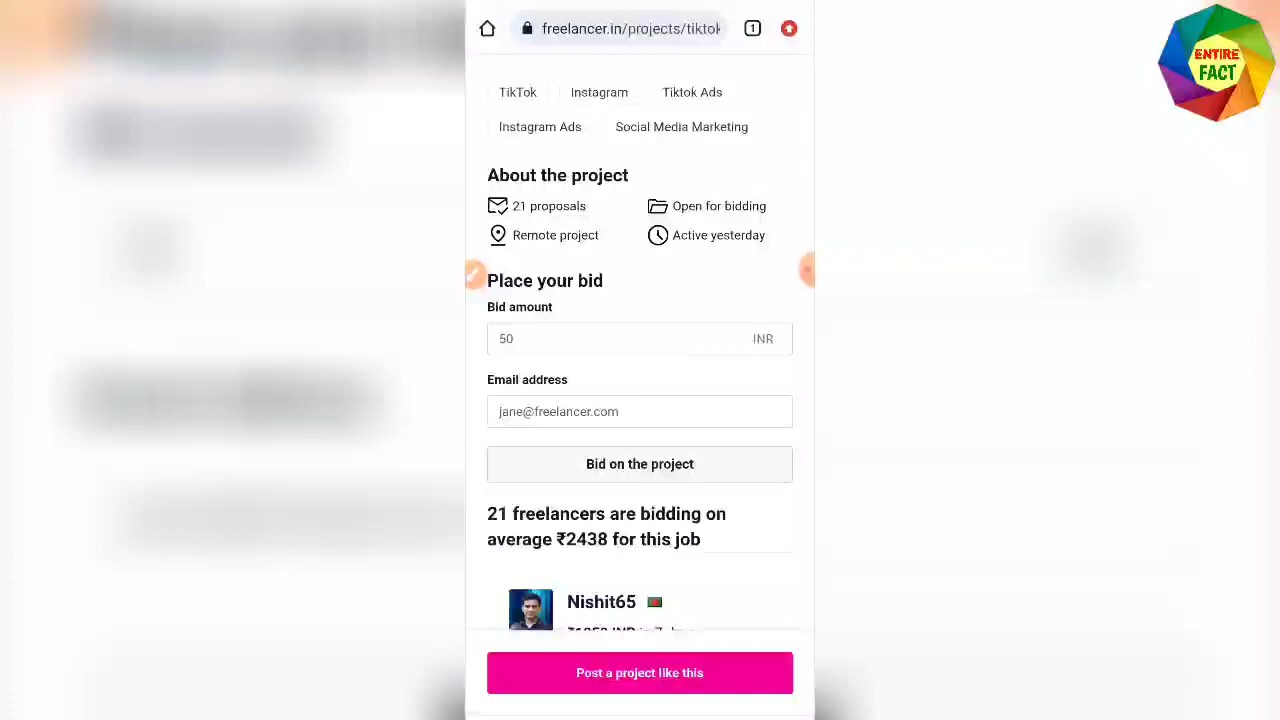 freelancer.in/projects/tiktok
1
ENTIRE
FACT
TikTok
Instagram
Tiktok Ads
Instagram Ads
Social Media Marketing
About the project
21 proposals
Open for bidding
Remote project
Active yesterday
Place your bid
Bid amount
50
INR
Email address
jane@freelancer.com
Bid on the project
21 freelancers are bidding on
average ₹2438 for this job
Nishit65
Post a project like this